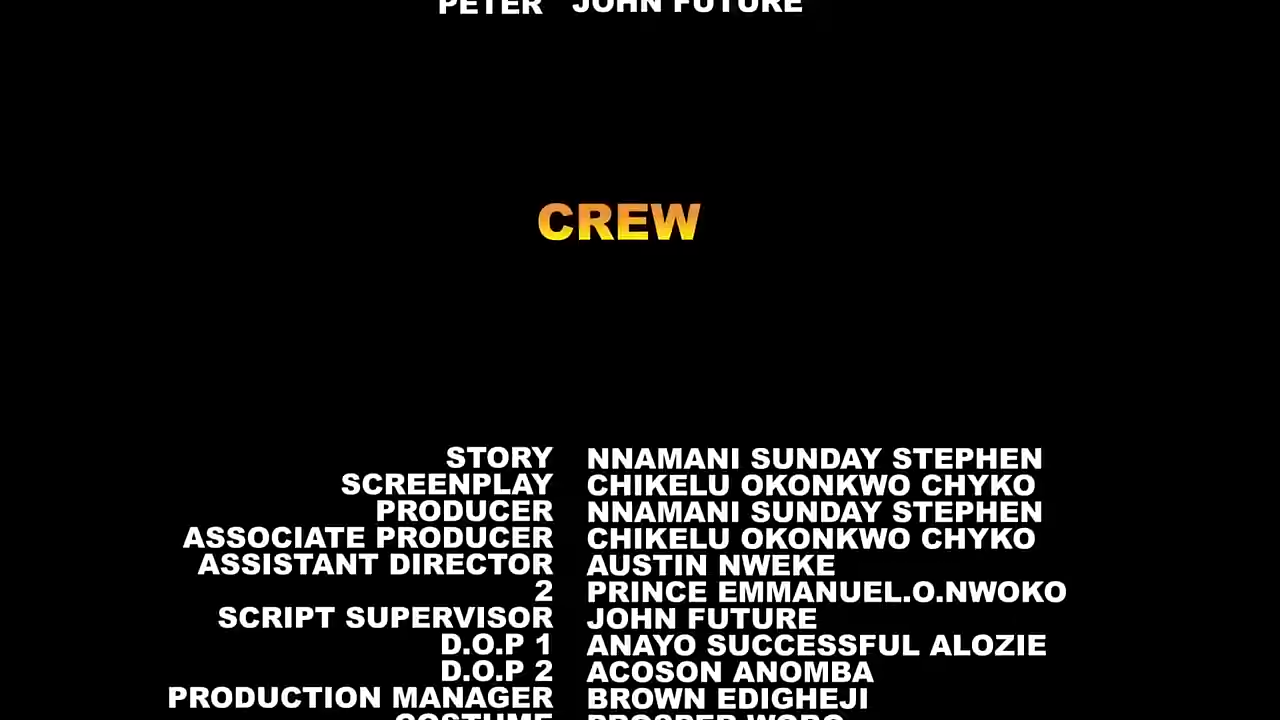 PETER JOHN FUTURE
CREW
STORY NNAMANI SUNDAY STEPHEN
SCREENPLAY CHIKELU OKONKWO CHYKO
PRODUCER NNAMANI SUNDAY STEPHEN
ASSOCIATE PRODUCER CHIKELU OKONKWO CHYKO
ASSISTANT DIRECTOR AUSTIN NWEKE
2 PRINCE EMMANUEL.O.NWOKO
SCRIPT SUPERVISOR JOHN FUTURE
D.O.P 1 ANAYO SUCCESSFUL ALOZIE
D.O.P 2 ACOSON ANOMBA
PRODUCTION MANAGER BROWN EDIGHEJI
COSTUME PROSPER